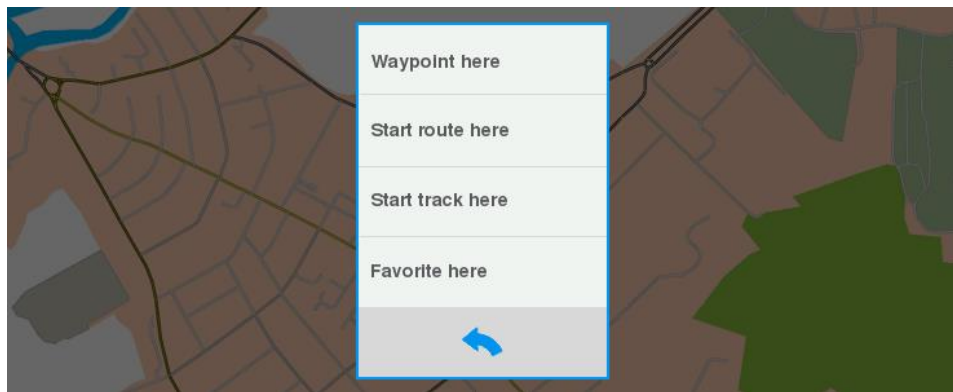 Waypoint here
Start route here
Start track here
Favorite here